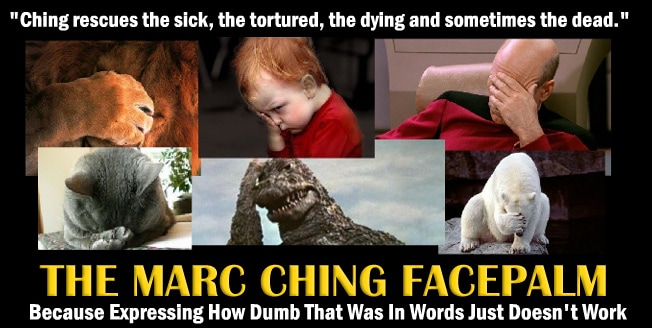 "Ching rescues the sick, the tortured, the dying and sometimes the dead."
THE MARC CHING FACEPALM
Because Expressing How Dumb That Was In Words Just Doesn't Work